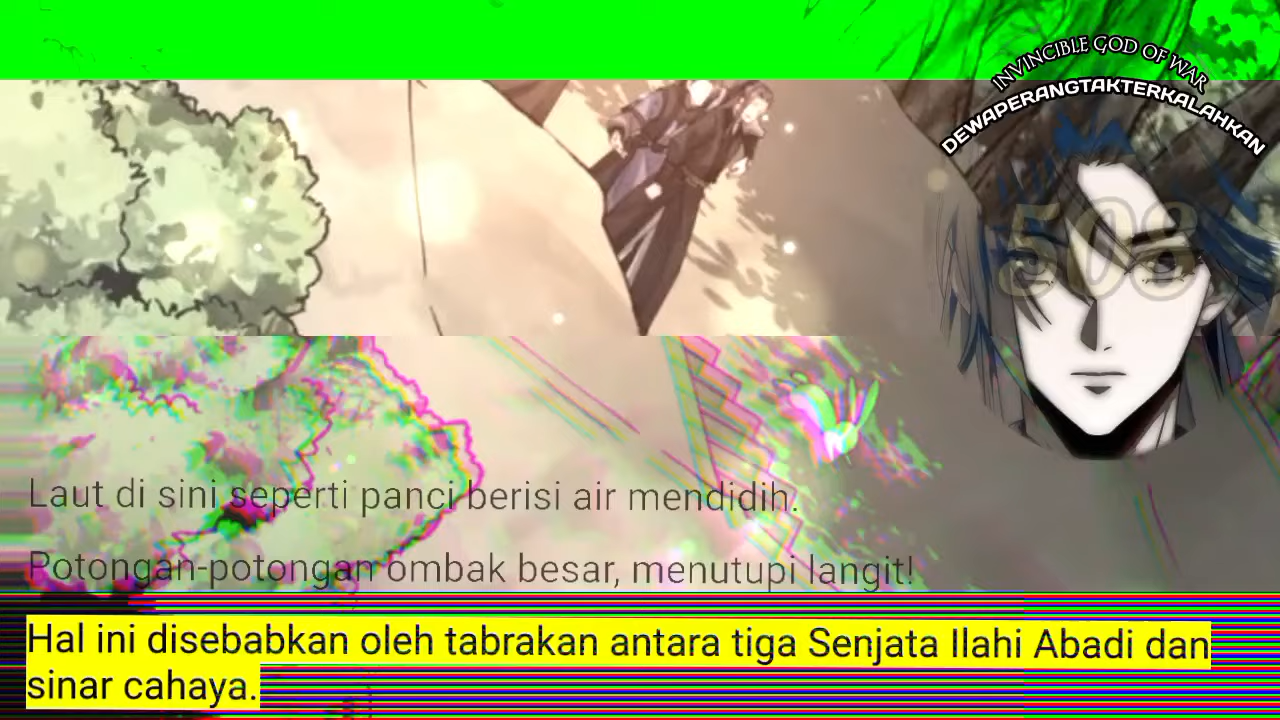 INVINCIBLE GOD OF WAR
DEWAPERANGTAKTERKALAHKAN
508
Laut di sini seperti panci berisi air mendidih.
Potongan-potongan ombak besar, menutupi langit!
Hal ini disebabkan oleh tabrakan antara tiga Senjata Ilahi Abadi dan
sinar cahaya.